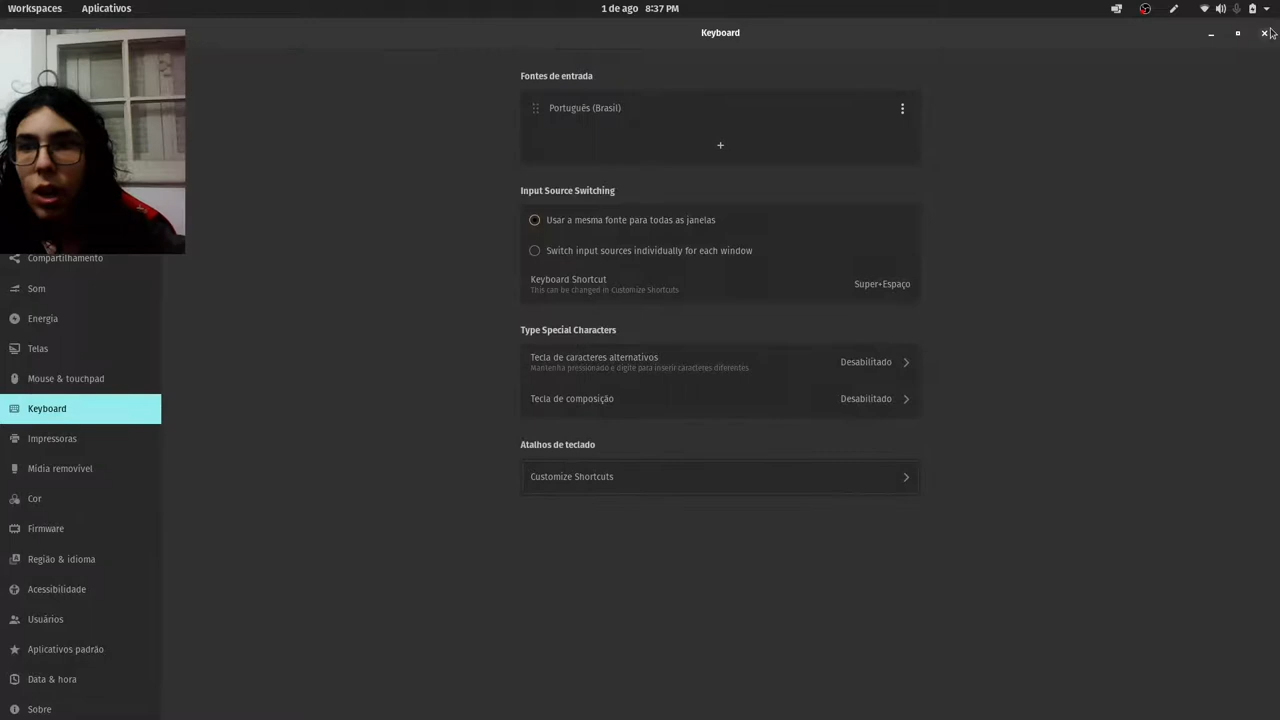 Workspaces Aplicativos 1 de ago 8:37 PM
Keyboard
Fontes de entrada
Português (Brasil)
+
Input Source Switching
Usar a mesma fonte para todas as janelas
Switch input sources individually for each window
Keyboard Shortcut
This can be changed in Customize Shortcuts
Super+Espaço
Type Special Characters
Tecla de caracteres alternativos
Mantenha pressionado e digite para inserir caracteres diferentes
Desabilitado
Tecla de composição
Desabilitado
Atalhos de teclado
Customize Shortcuts
Compartilhamento
Som
Energia
Telas
Mouse & touchpad
Keyboard
Impressoras
Mídia removível
Cor
Firmware
Região & idioma
Acessibilidade
Usuários
Aplicativos padrão
Data & hora
Sobre